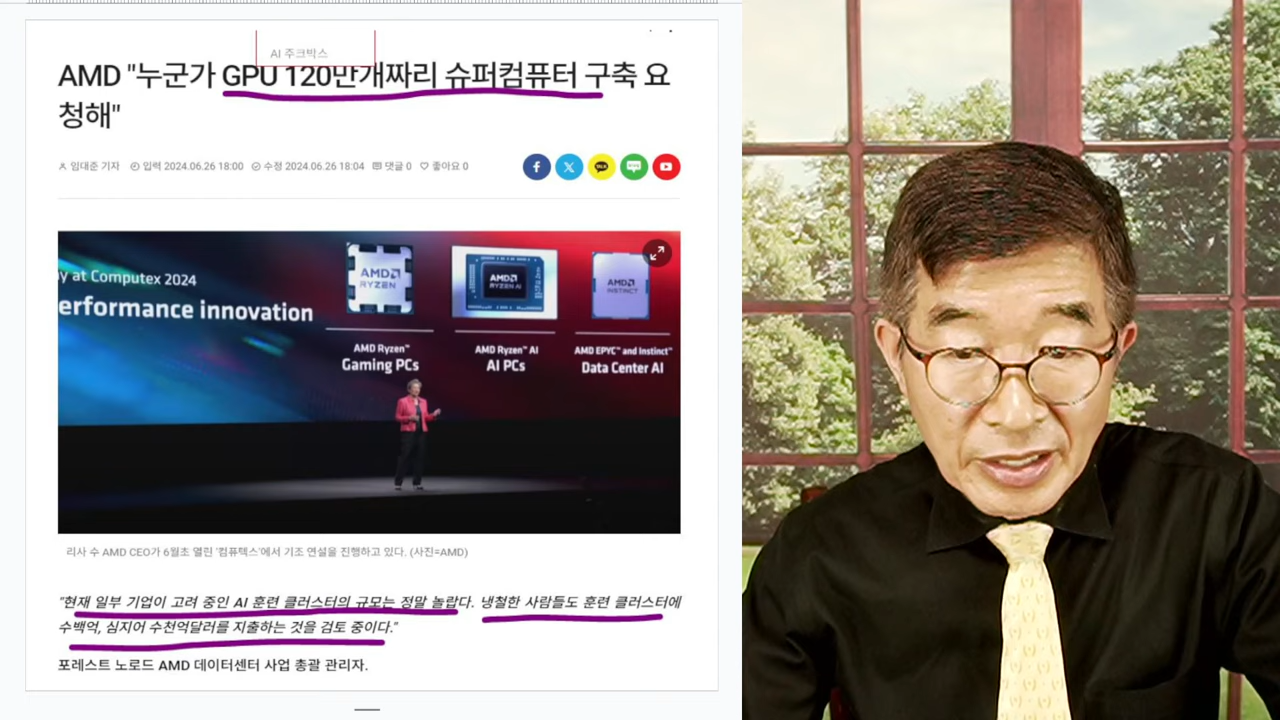 AI 주크박스
AMD "누군가 GPU 120만개짜리 슈퍼컴퓨터 구축 요
청해"
임대준 기자 입력 2024.06.26 18:00 수정 2024.06.26 18:04 댓글 0 좋아요 0
y at Computex 2024
erformance innovation
AMD
RYZEN
AMD
RYZEN AI
AMD
INSTINCT
AMD Ryzen™
Gaming PCs
AMD Ryzen™ AI
AI PCs
AMD EPYC™ and Instinct™
Data Center AI
리사 수 AMD CEO가 6월초 열린 '컴퓨텍스'에서 기조 연설을 진행하고 있다. (사진=AMD)
"현재 일부 기업이 고려 중인 AI 훈련 클러스터의 규모는 정말 놀랍다. 냉철한 사람들도 훈련 클러스터에
수백억, 심지어 수천억달러를 지출하는 것을 검토 중이다."
포레스트 노로드 AMD 데이터센터 사업 총괄 관리자.